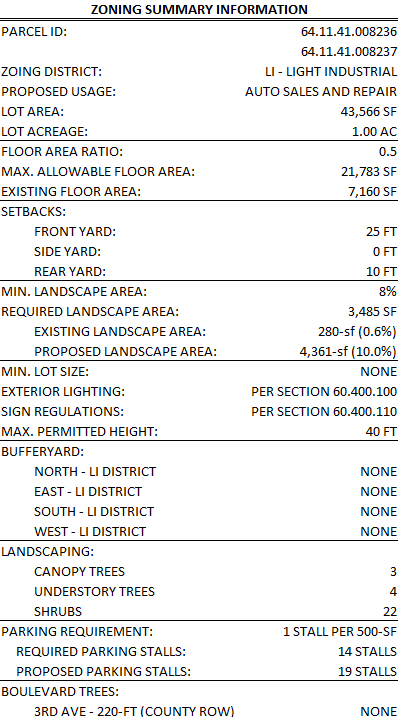 ZONING SUMMARY INFORMATION
PARCEL ID: 64.11.41.008236
64.11.41.008237
ZOING DISTRICT: LI - LIGHT INDUSTRIAL
PROPOSED USAGE: AUTO SALES AND REPAIR
LOT AREA: 43,566 SF
LOT ACREAGE: 1.00 AC
FLOOR AREA RATIO: 0.5
MAX. ALLOWABLE FLOOR AREA: 21,783 SF
EXISTING FLOOR AREA: 7,160 SF
SETBACKS:
FRONT YARD: 25 FT
SIDE YARD: 0 FT
REAR YARD: 10 FT
MIN. LANDSCAPE AREA: 8%
REQUIRED LANDSCAPE AREA: 3,485 SF
EXISTING LANDSCAPE AREA: 280-sf (0.6%)
PROPOSED LANDSCAPE AREA: 4,361-sf (10.0%)
MIN. LOT SIZE: NONE
EXTERIOR LIGHTING: PER SECTION 60.400.100
SIGN REGULATIONS: PER SECTION 60.400.110
MAX. PERMITTED HEIGHT: 40 FT
BUFFERYARD:
NORTH - LI DISTRICT NONE
EAST - LI DISTRICT NONE
SOUTH - LI DISTRICT NONE
WEST - LI DISTRICT NONE
LANDSCAPING:
CANOPY TREES 3
UNDERSTORY TREES 4
SHRUBS 22
PARKING REQUIREMENT: 1 STALL PER 500-SF
REQUIRED PARKING STALLS: 14 STALLS
PROPOSED PARKING STALLS: 19 STALLS
BOULEVARD TREES:
3RD AVE - 220-FT (COUNTY ROW) NONE